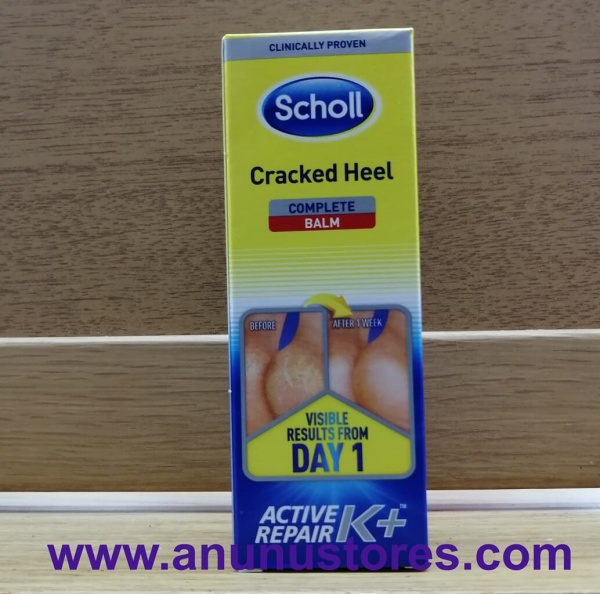 CLINICALLY PROVEN
Scholl
Cracked Heel
COMPLETE
BALM
BEFORE
AFTER 1 WEEK
VISIBLE
RESULTS FROM
DAY 1
ACTIVE
REPAIR K+™
www.anunustores.com